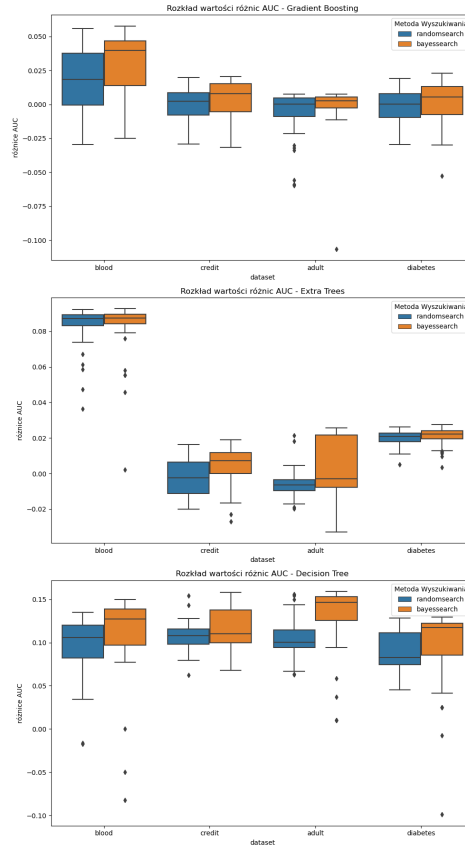 Rozkład wartości różnic AUC - Gradient Boosting
Metoda Wyszukiwania
randomsearch
bayessearch
0.050
0.025
0.000
−0.025
−0.050
−0.075
−0.100
różnice AUC
blood credit adult diabetes
dataset
Rozkład wartości różnic AUC - Extra Trees
Metoda Wyszukiwania
randomsearch
bayessearch
0.08
0.06
0.04
0.02
0.00
−0.02
różnice AUC
blood credit adult diabetes
dataset
Rozkład wartości różnic AUC - Decision Tree
Metoda Wyszukiwania
randomsearch
bayessearch
0.15
0.10
0.05
0.00
−0.05
−0.10
różnice AUC
blood credit adult diabetes
dataset